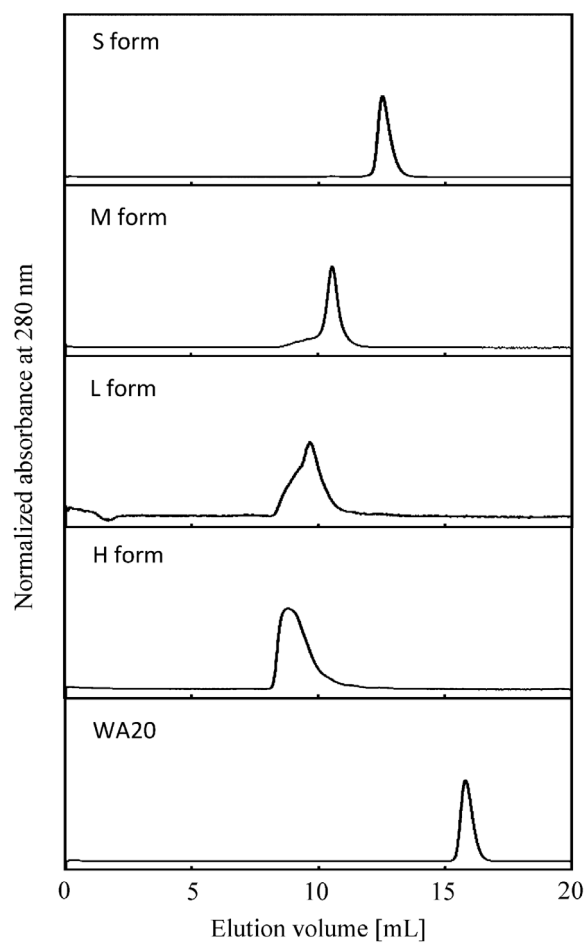 S form
M form
L form
H form
WA20
Normalized absorbance at 280 nm
0 5 10 15 20
Elution volume [mL]